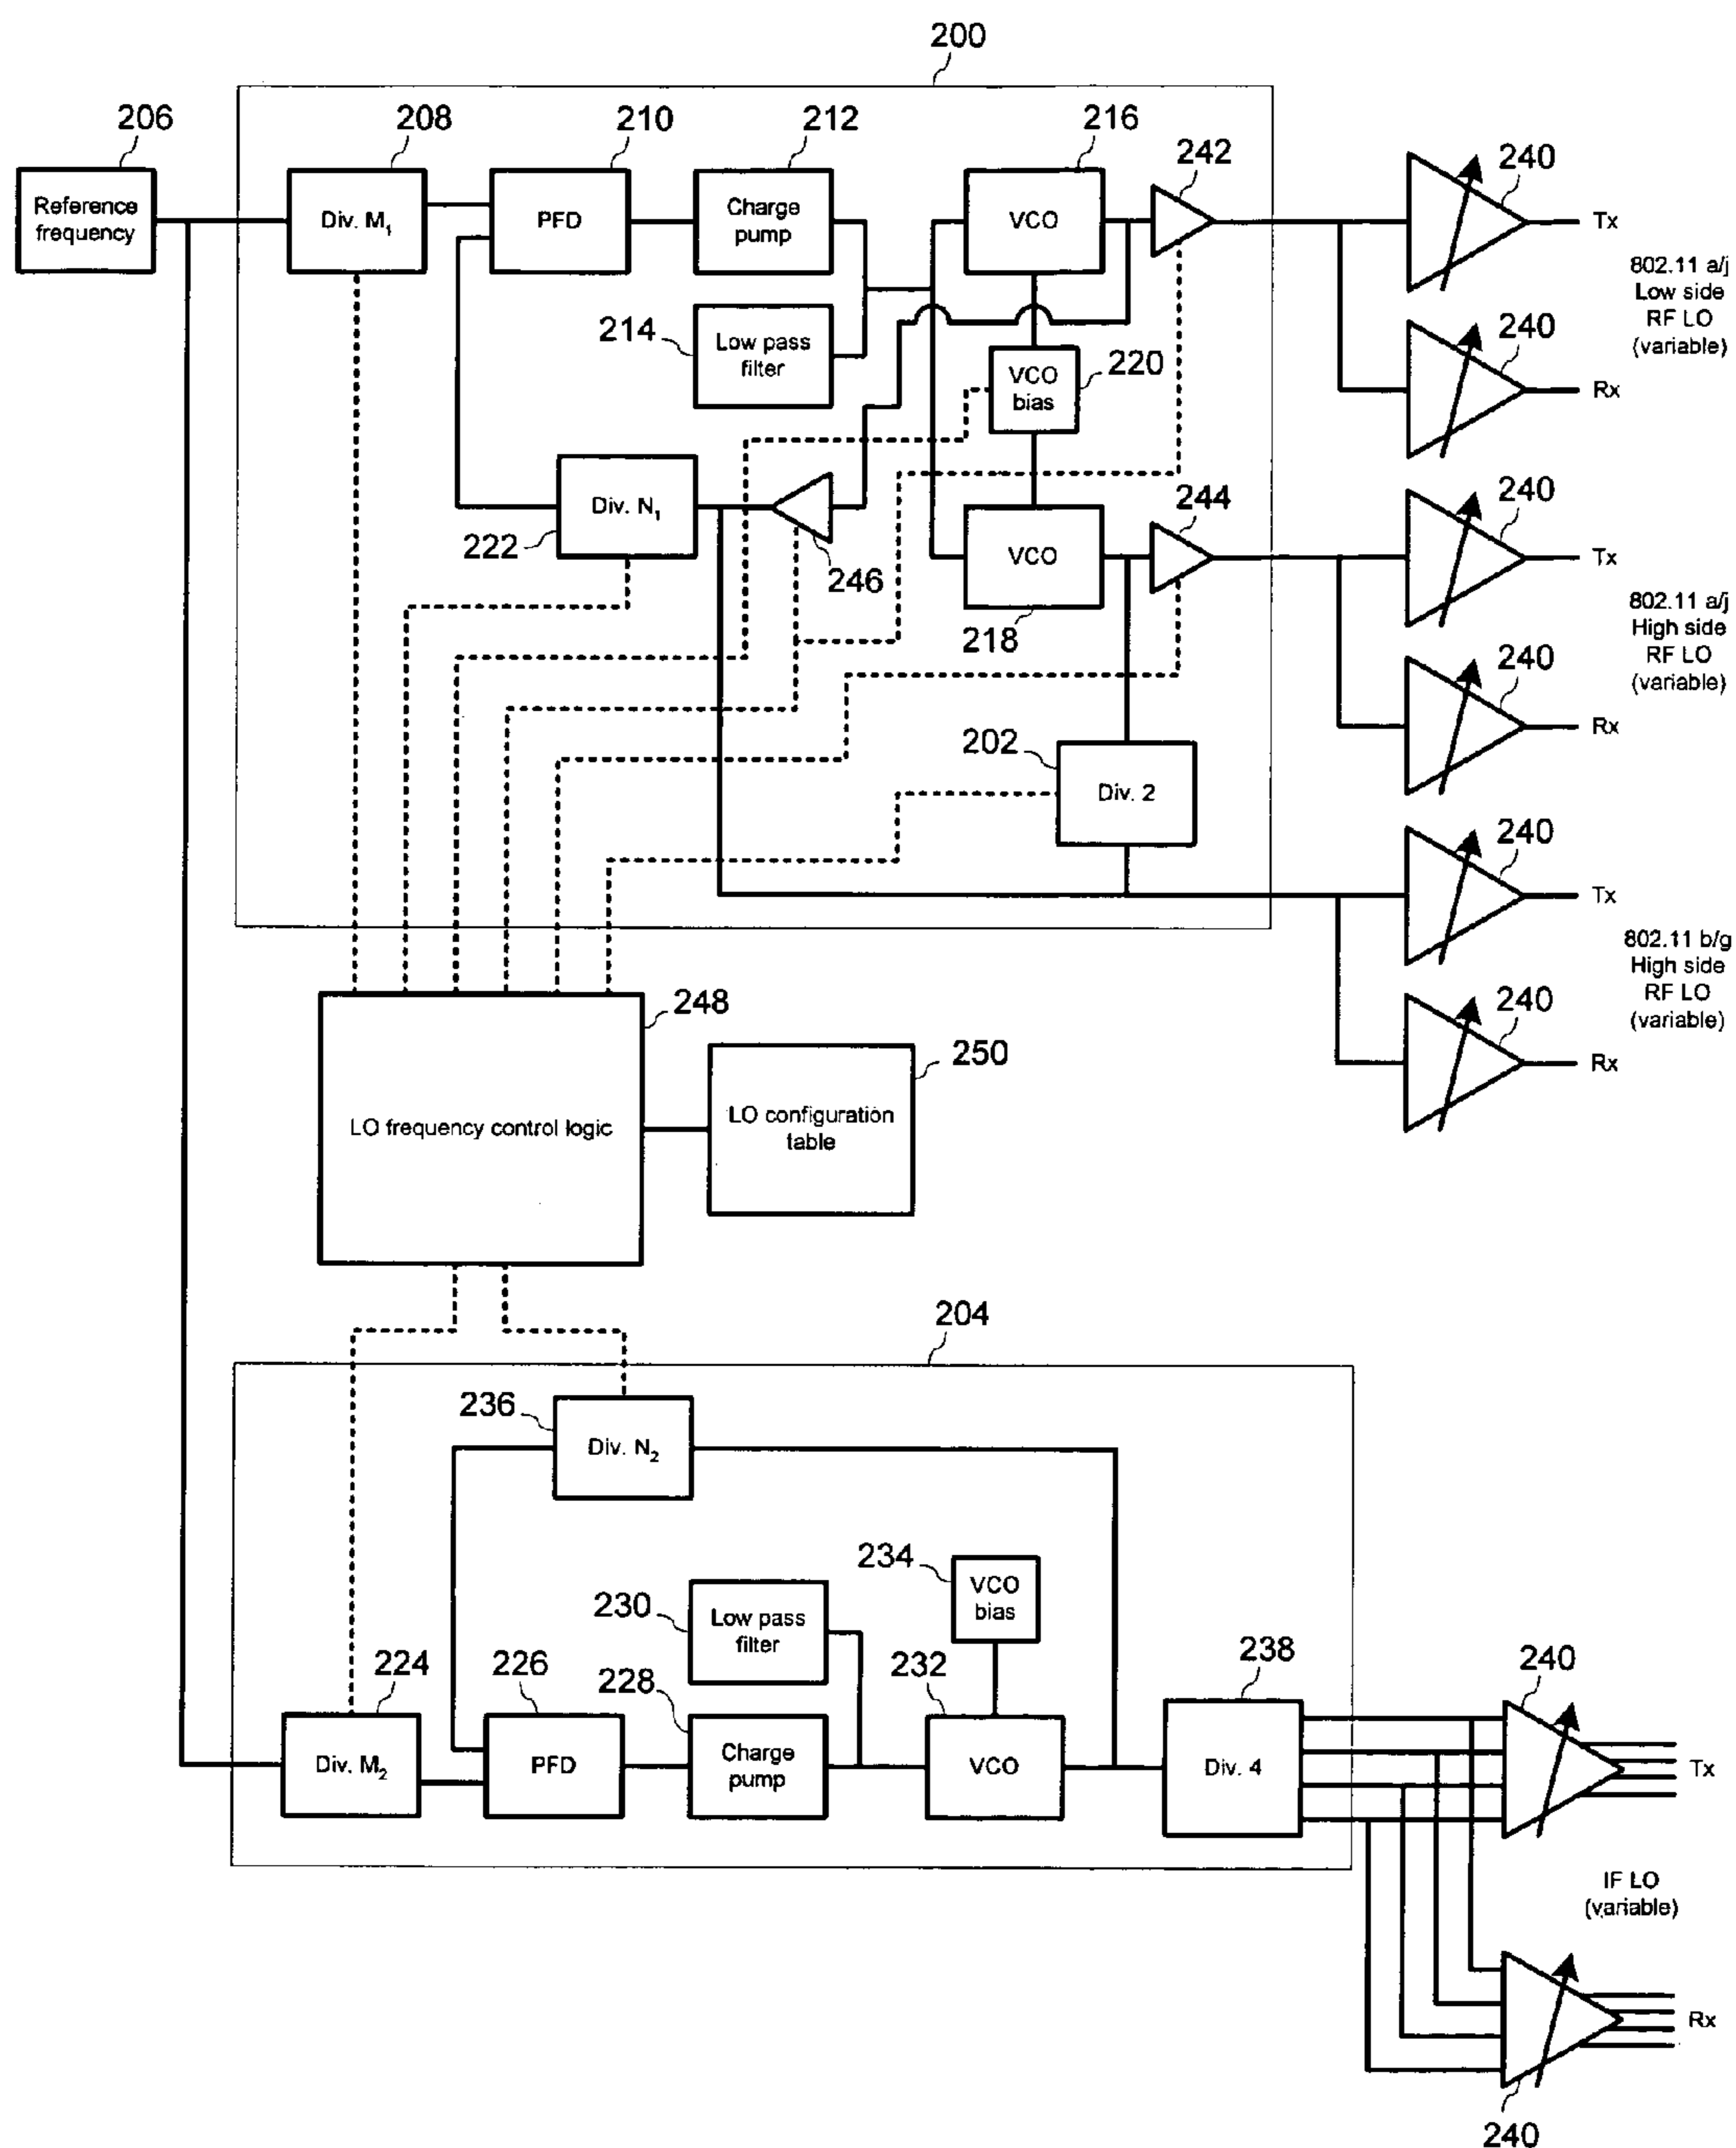 200
206
208
210
212
216
242
240
Reference
frequency
Div. M1
PFD
Charge
pump
VCO
Tx
802.11 a/j
Low side
RF LO
(variable)
214
Low pass
filter
VCO
bias
220
240
Rx
222
Div. N1
246
VCO
218
244
240
Tx
802.11 a/j
High side
RF LO
(variable)
240
Rx
202
Div. 2
240
Tx
802.11 b/g
High side
RF LO
(variable)
240
Rx
248
LO frequency control logic
250
LO configuration
table
204
236
Div. N2
234
VCO
bias
230
Low pass
filter
224
226
228
232
238
240
Div. M2
PFD
Charge
pump
VCO
Div. 4
Tx
IF LO
(variable)
Rx
240